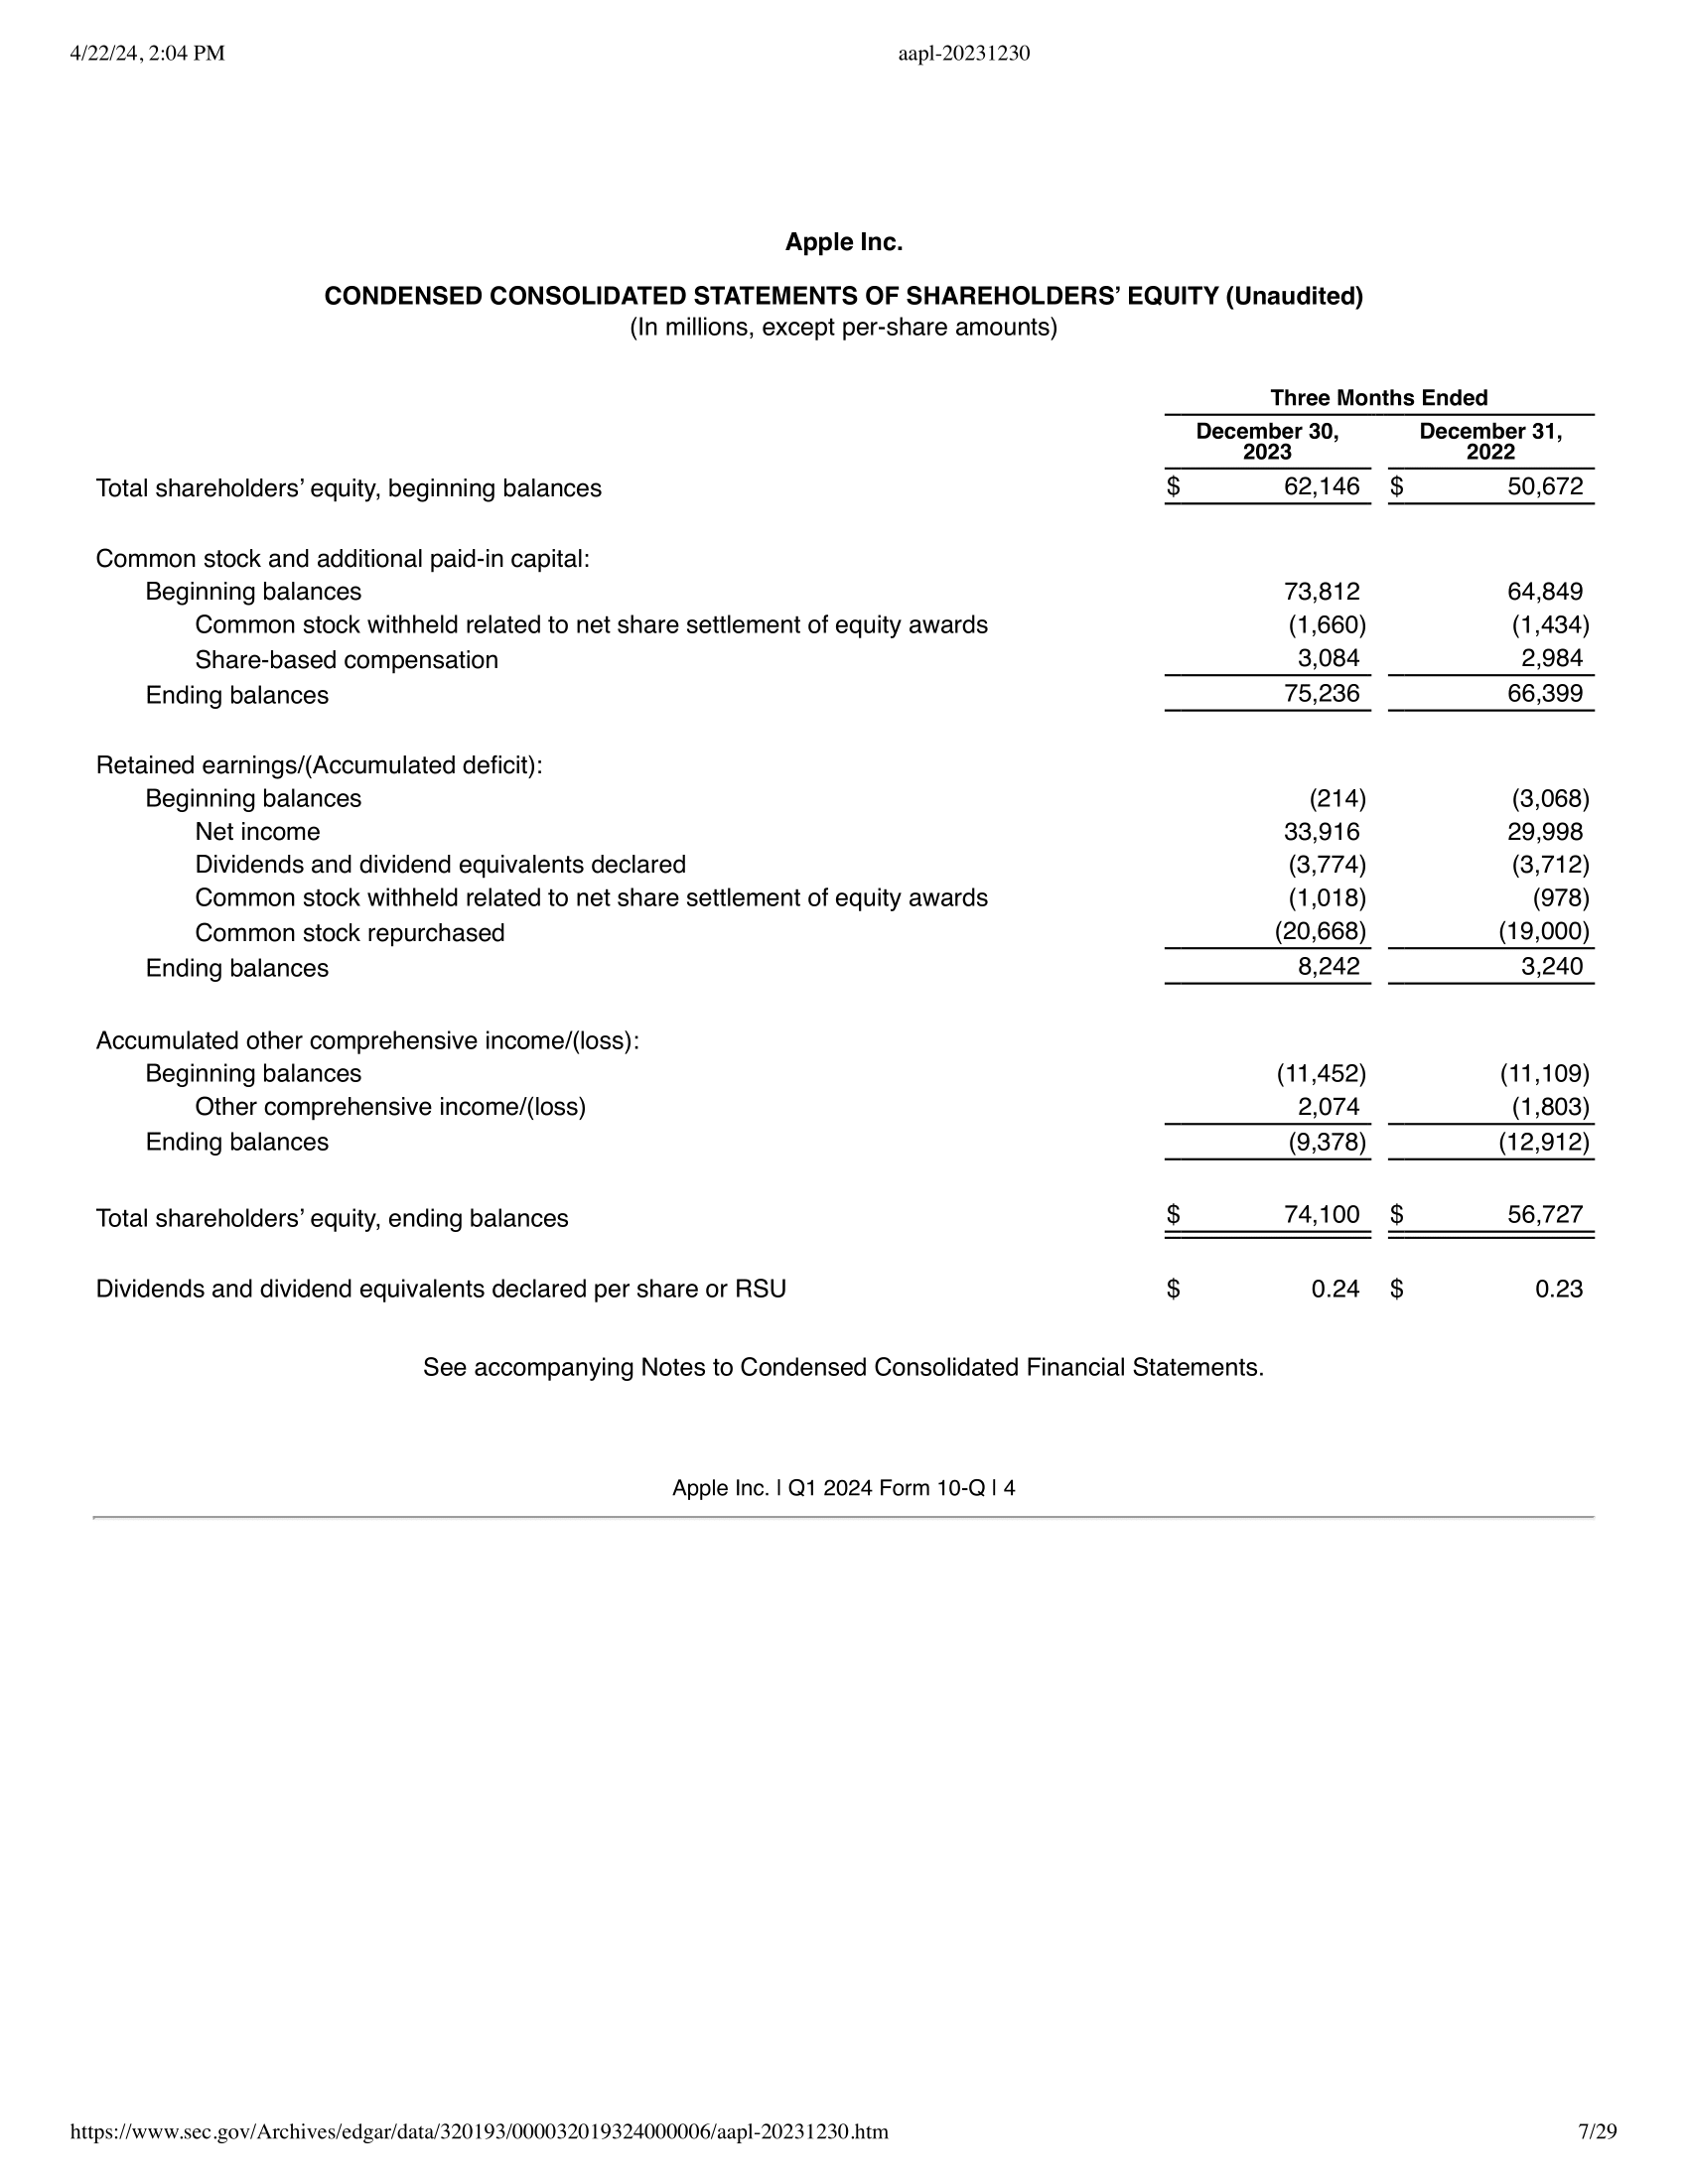 4/22/24, 2:04 PM aapl-20231230
Apple Inc.
CONDENSED CONSOLIDATED STATEMENTS OF SHAREHOLDERS’ EQUITY (Unaudited)
(In millions, except per-share amounts)
Three Months Ended
December 30, 2023 December 31, 2022
Total shareholders’ equity, beginning balances $ 62,146 $ 50,672
Common stock and additional paid-in capital:
Beginning balances 73,812 64,849
Common stock withheld related to net share settlement of equity awards (1,660) (1,434)
Share-based compensation 3,084 2,984
Ending balances 75,236 66,399
Retained earnings/(Accumulated deficit):
Beginning balances (214) (3,068)
Net income 33,916 29,998
Dividends and dividend equivalents declared (3,774) (3,712)
Common stock withheld related to net share settlement of equity awards (1,018) (978)
Common stock repurchased (20,668) (19,000)
Ending balances 8,242 3,240
Accumulated other comprehensive income/(loss):
Beginning balances (11,452) (11,109)
Other comprehensive income/(loss) 2,074 (1,803)
Ending balances (9,378) (12,912)
Total shareholders’ equity, ending balances $ 74,100 $ 56,727
Dividends and dividend equivalents declared per share or RSU $ 0.24 $ 0.23
See accompanying Notes to Condensed Consolidated Financial Statements.
Apple Inc. | Q1 2024 Form 10-Q | 4
https://www.sec.gov/Archives/edgar/data/320193/000032019324000006/aapl-20231230.htm 7/29